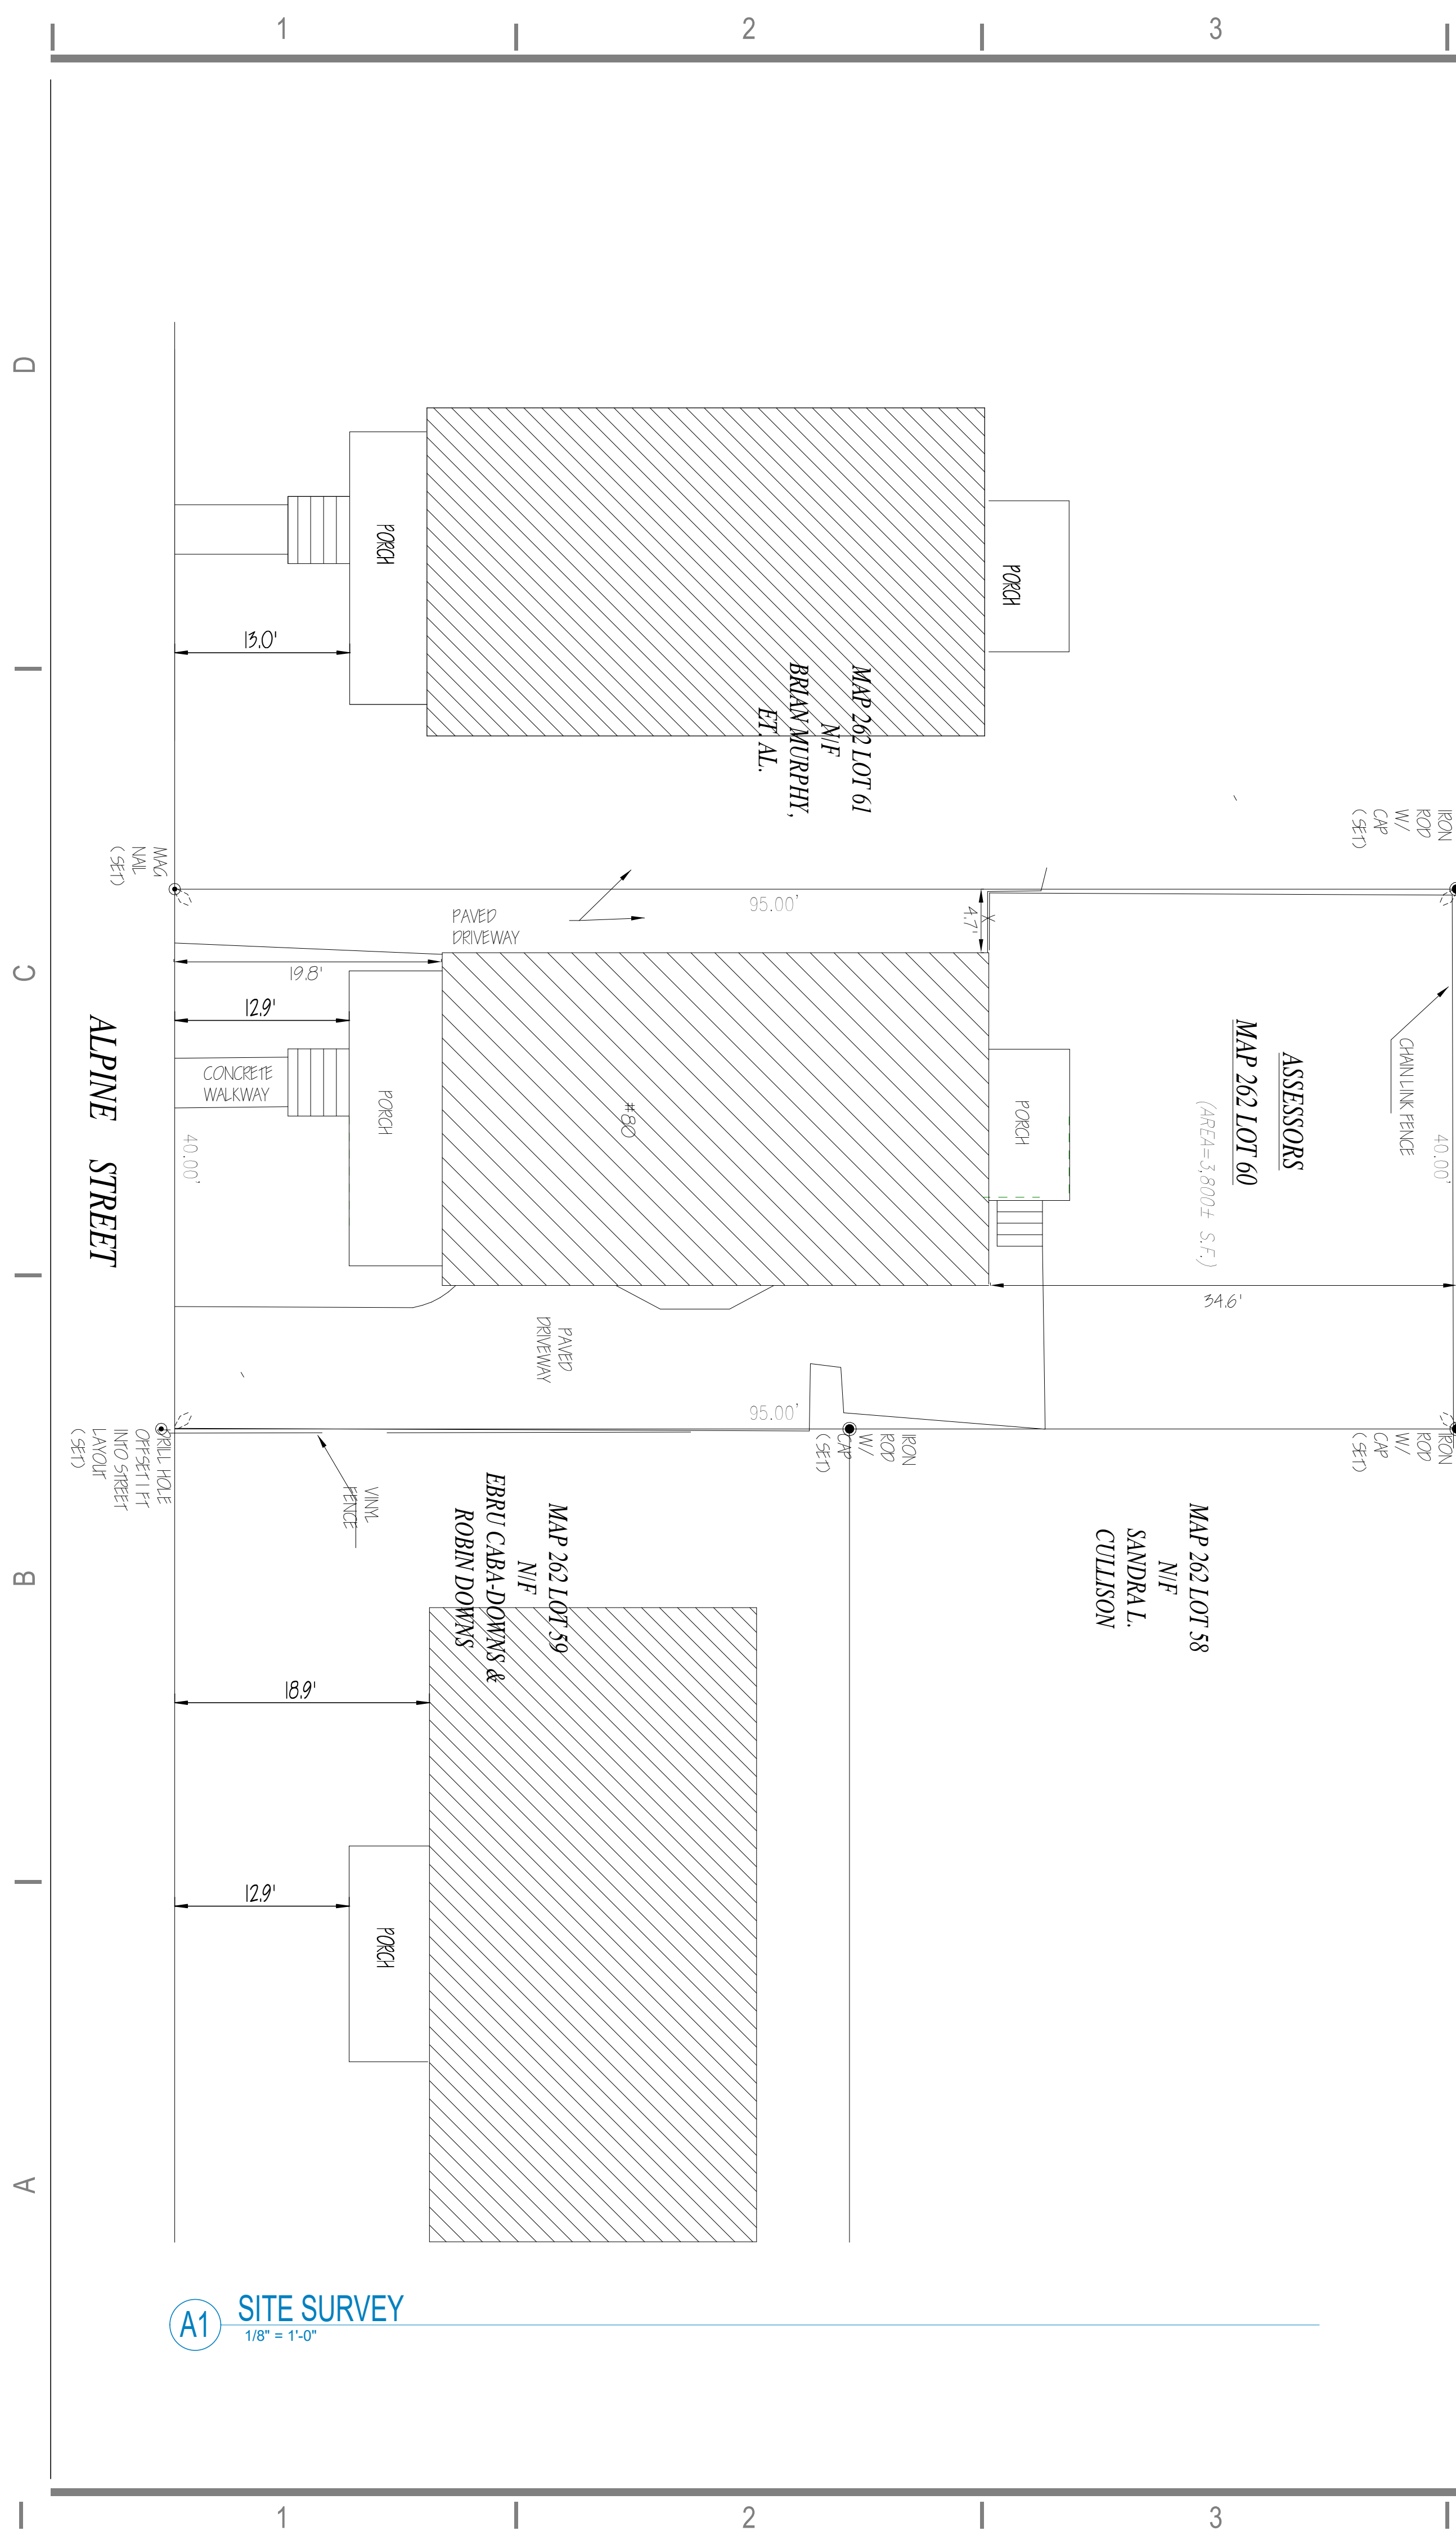 1
2
3
D
C
B
A
PORCH
PORCH
13.0'
MAP 262 LOT 61
N/F
BRIAN MURPHY,
ET. AL.
IRON
ROD
W/
CAP
(SET)
MAG
NAIL
(SET)
95.00'
4.7'
PAVED
DRIVEWAY
19.8'
12.9'
CONCRETE
WALKWAY
PORCH
#80
PORCH
ASSESSORS
MAP 262 LOT 60
(AREA=3,800± S.F.)
CHAIN LINK FENCE
40.00'
ALPINE STREET
40.00'
34.6'
PAVED
DRIVEWAY
95.00'
IRON
ROD
W/
CAP
(SET)
IRON
ROD
W/
CAP
(SET)
DRILL HOLE
OFFSET 1 FT
INTO STREET
LAYOUT
(SET)
VINYL
FENCE
MAP 262 LOT 59
N/F
EBRU CABA-DOWNS &
ROBIN DOWNS
MAP 262 LOT 58
N/F
SANDRA L.
CULLISON
18.9'
12.9'
PORCH
A1
SITE SURVEY
1/8" = 1'-0"
1
2
3